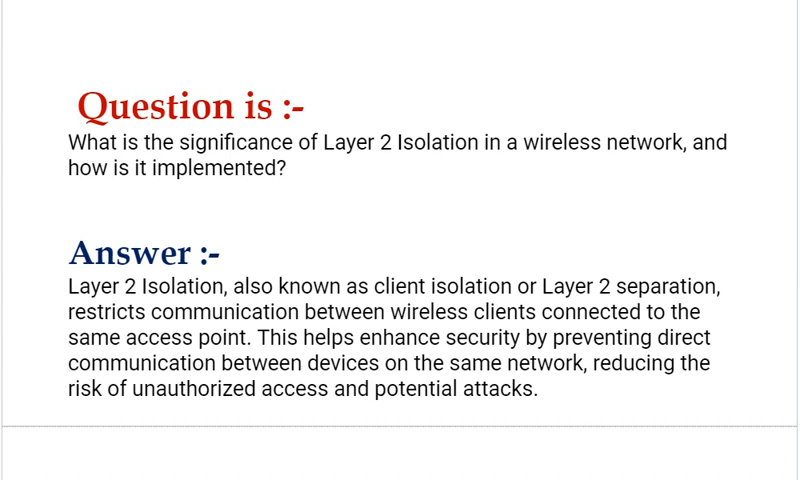 Question is :-
What is the significance of Layer 2 Isolation in a wireless network, and
how is it implemented?
Answer :-
Layer 2 Isolation, also known as client isolation or Layer 2 separation,
restricts communication between wireless clients connected to the
same access point. This helps enhance security by preventing direct
communication between devices on the same network, reducing the
risk of unauthorized access and potential attacks.